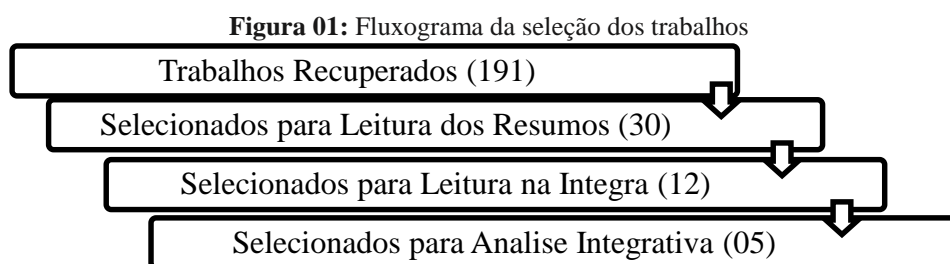 Figura 01: Fluxograma da seleção dos trabalhos
Trabalhos Recuperados (191)
Selecionados para Leitura dos Resumos (30)
Selecionados para Leitura na Integra (12)
Selecionados para Analise Integrativa (05)